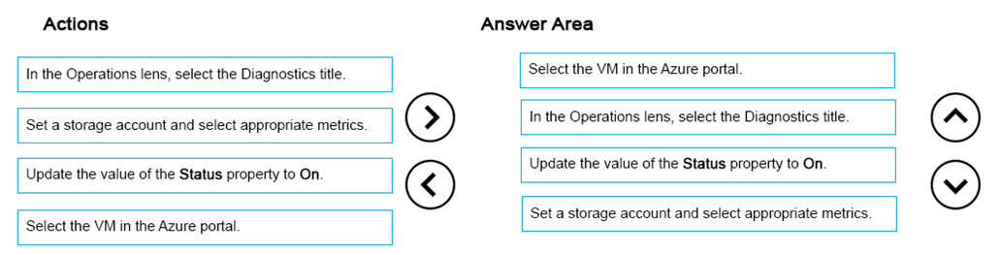 Actions
In the Operations lens, select the Diagnostics title.
Set a storage account and select appropriate metrics.
Update the value of the Status property to On.
Select the VM in the Azure portal.
Answer Area
Select the VM in the Azure portal.
In the Operations lens, select the Diagnostics title.
Update the value of the Status property to On.
Set a storage account and select appropriate metrics.